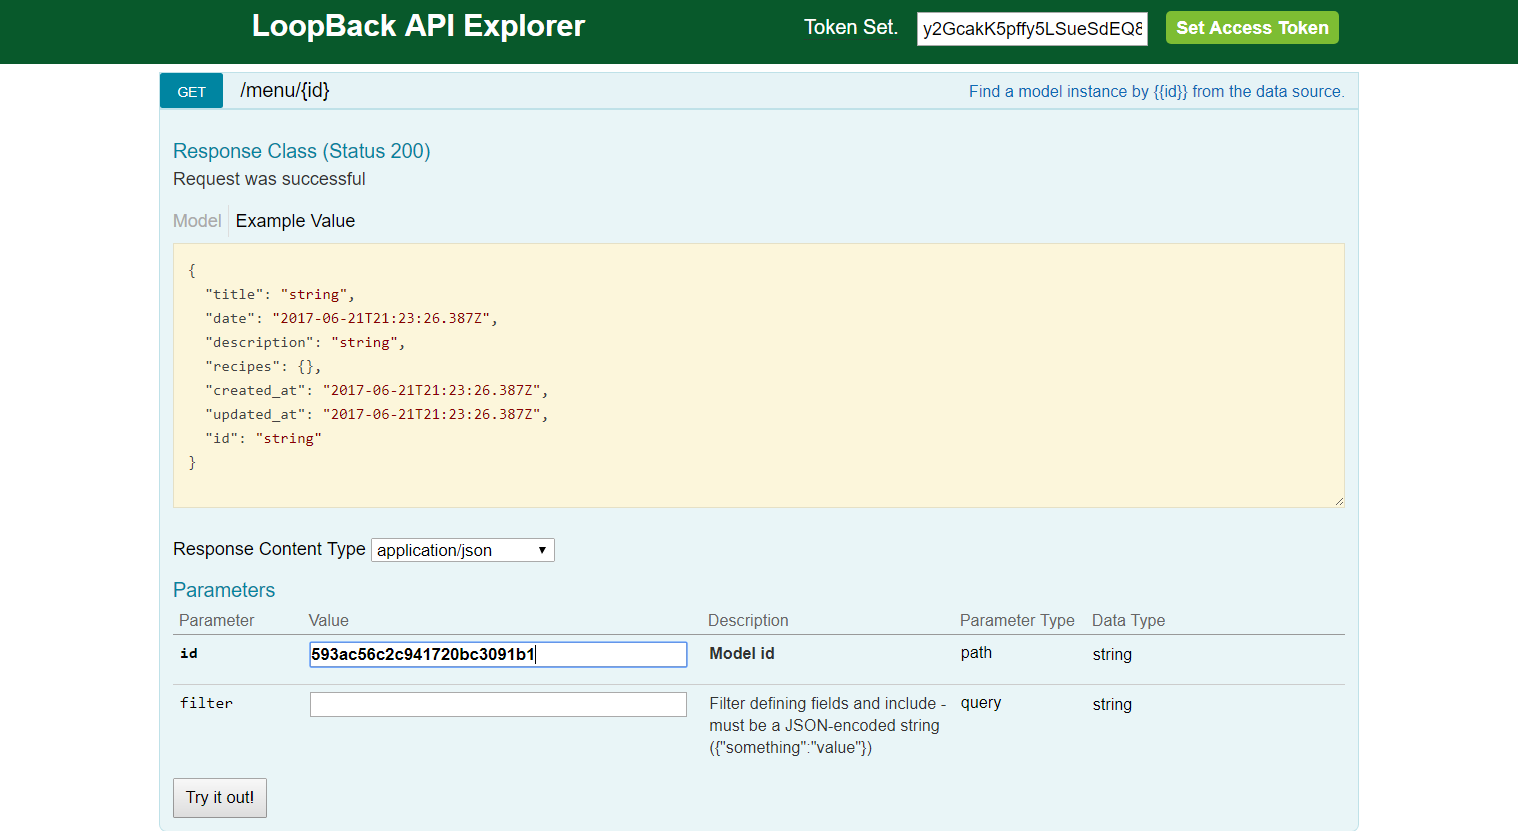 LoopBack API Explorer
Token Set. y2GcakK5pffy5LSueSdEQ8 Set Access Token
GET /menu/{id} Find a model instance by {{id}} from the data source.
Response Class (Status 200)
Request was successful
Model Example Value
{
"title": "string",
"date": "2017-06-21T21:23:26.387Z",
"description": "string",
"recipes": {},
"created_at": "2017-06-21T21:23:26.387Z",
"updated_at": "2017-06-21T21:23:26.387Z",
"id": "string"
}
Response Content Type application/json
Parameters
Parameter Value Description Parameter Type Data Type
id 593ac56c2c941720bc3091b1 Model id path string
filter Filter defining fields and include - query string
must be a JSON-encoded string
({"something":"value"})
Try it out!